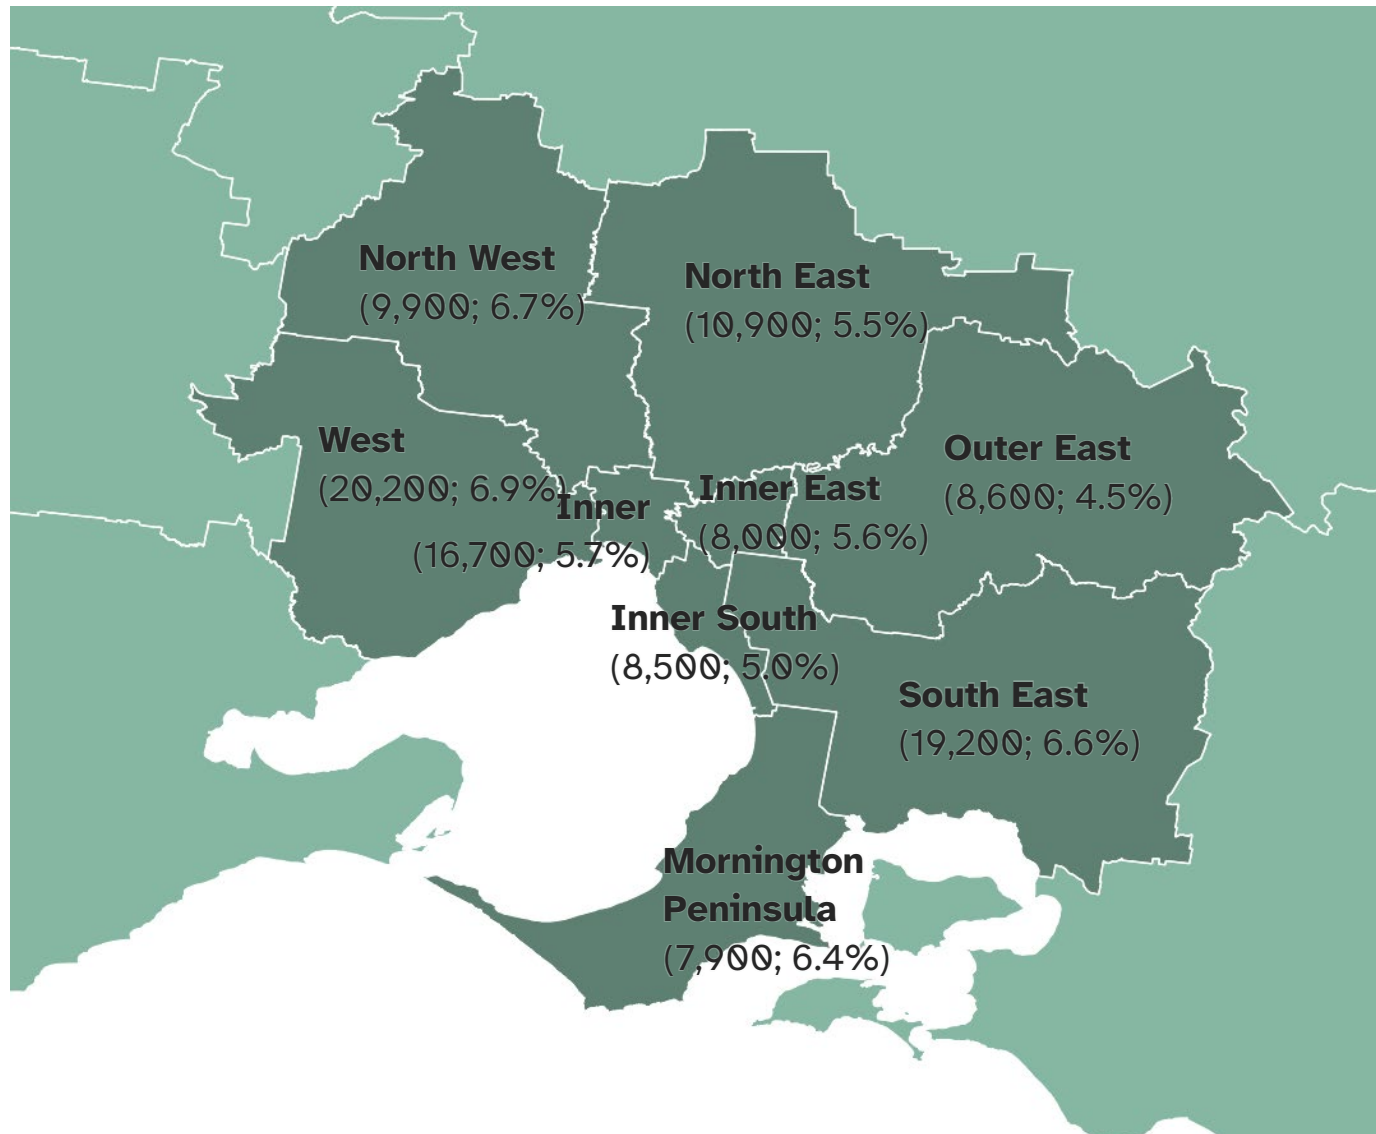 North West
(9,900; 6.7%)
North East
(10,900; 5.5%)
West
(20,200; 6.9%)
Inner
(16,700; 5.7%)
Inner East
(8,000; 5.6%)
Outer East
(8,600; 4.5%)
Inner South
(8,500; 5.0%)
South East
(19,200; 6.6%)
Mornington
Peninsula
(7,900; 6.4%)